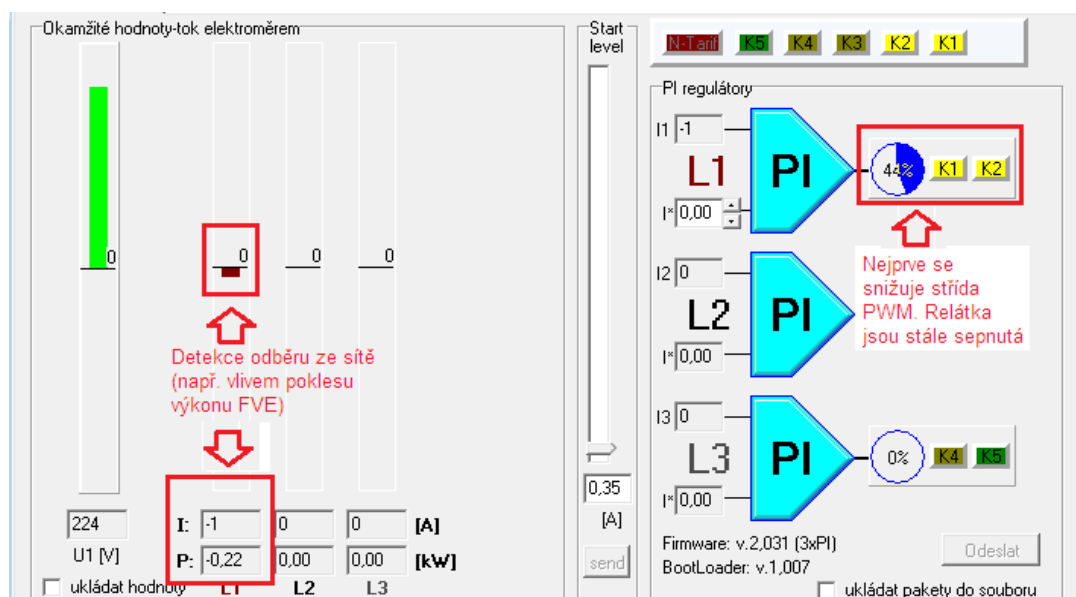 Okamžité hodnoty-tok elektroměrem
0
0
0
0
Detekce odběru ze sítě
(např. vlivem poklesu
výkonu FVE)
224
I: -1 0 0 [A]
U1 [V]
P: -0,22 0,00 0,00 [kW]
ukládat hodnoty L1 L2 L3
Start
level
0,35
[A]
send
N-Tarif K5 K4 K3 K2 K1
PI regulátory
I1 -1
L1 PI 44% K1 K2
I* 0,00
Nejprve se
snižuje střída
PWM. Relátka
jsou stále sepnutá
I2 0
L2 PI
I* 0,00
I3 0
L3 PI 0% K4 K5
I* 0,00
Firmware: v.2,031 (3xPI)
BootLoader: v.1,007
Odeslat
ukládat pakety do souboru